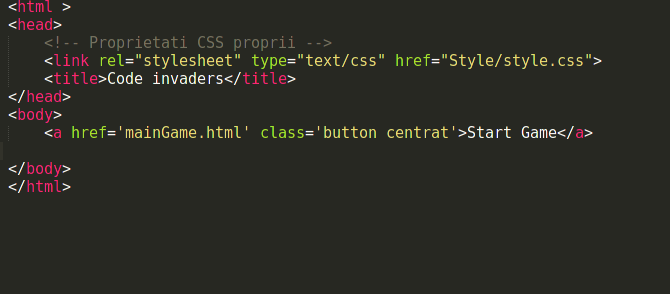 <html >
<head>
    <!-- Proprietati CSS proprii -->
    <link rel="stylesheet" type="text/css" href="Style/style.css">
    <title>Code invaders</title>
</head>
<body>
    <a href='mainGame.html' class='button centrat'>Start Game</a>

</body>
</html>